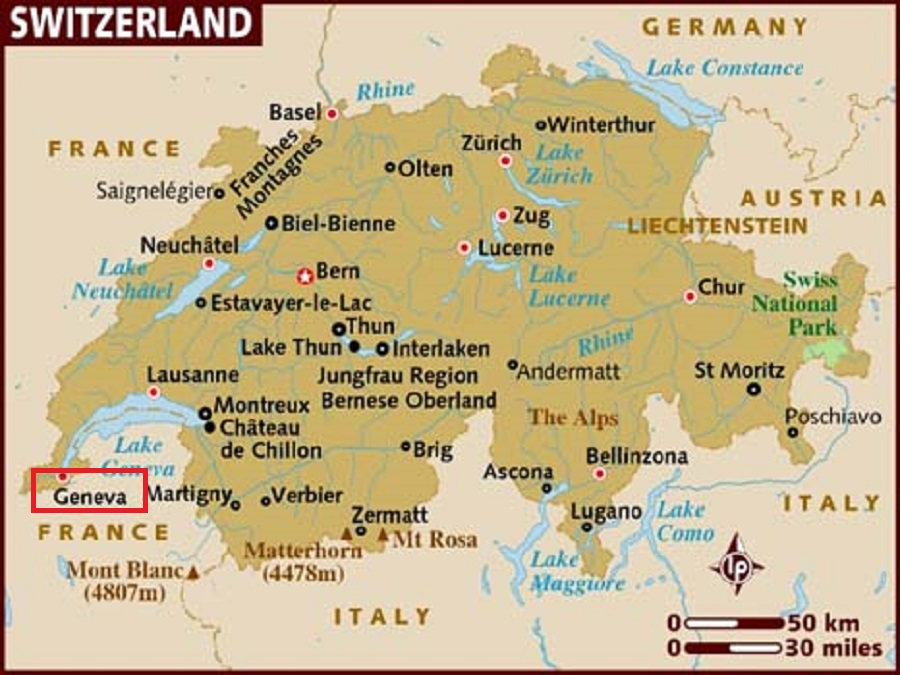 SWITZERLAND
GERMANY
Lake Constance
Rhine
Basel
Winterthur
FRANCE
Franches
Montagnes
Zürich
Lake
Zürich
Olten
Saignelégier
AUSTRIA
Zug
LIECHTENSTEIN
Biel-Bienne
Neuchâtel
Lucerne
Lake
Neuchâtel
Bern
Lake
Lucerne
Chur
Swiss
National
Park
Estavayer-le-Lac
Thun
Rhine
Lake Thun
Interlaken
Lausanne
Jungfrau Region
Andermatt
St Moritz
Montreux
Bernese Oberland
The Alps
Poschiavo
Château
de Chillon
Lake
Geneva
Brig
Bellinzona
Ascona
Geneva
Martigny
Verbier
ITALY
Zermatt
Lugano
Lake
Como
FRANCE
Mt Rosa
Matterhorn
(4478m)
Mont Blanc
(4807m)
Lake
Maggiore
LP
ITALY
0 50 km
0 30 miles